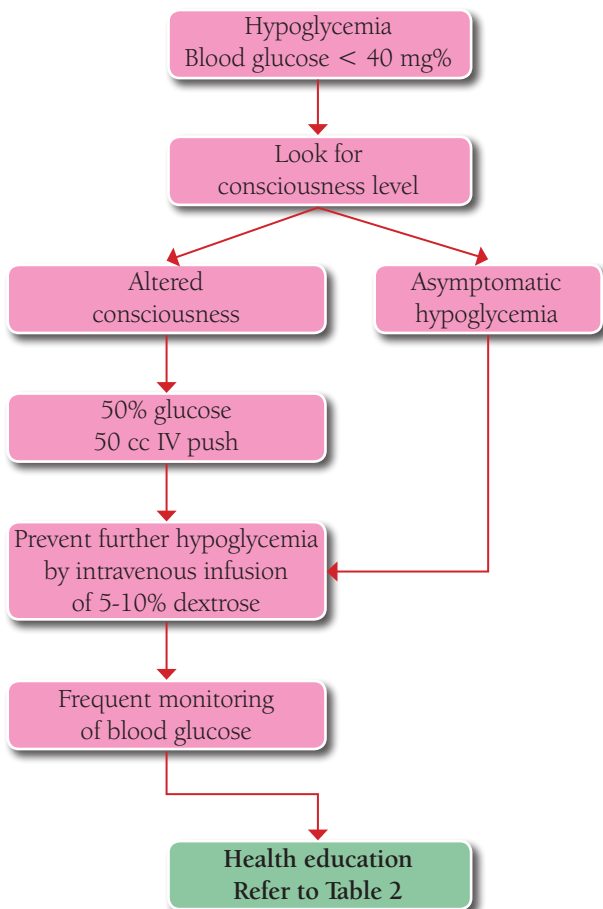 Hypoglycemia
Blood glucose < 40 mg%
Look for
consciousness level
Altered
consciousness
Asymptomatic
hypoglycemia
50% glucose
50 cc IV push
Prevent further hypoglycemia
by intravenous infusion
of 5-10% dextrose
Frequent monitoring
of blood glucose
Health education
Refer to Table 2